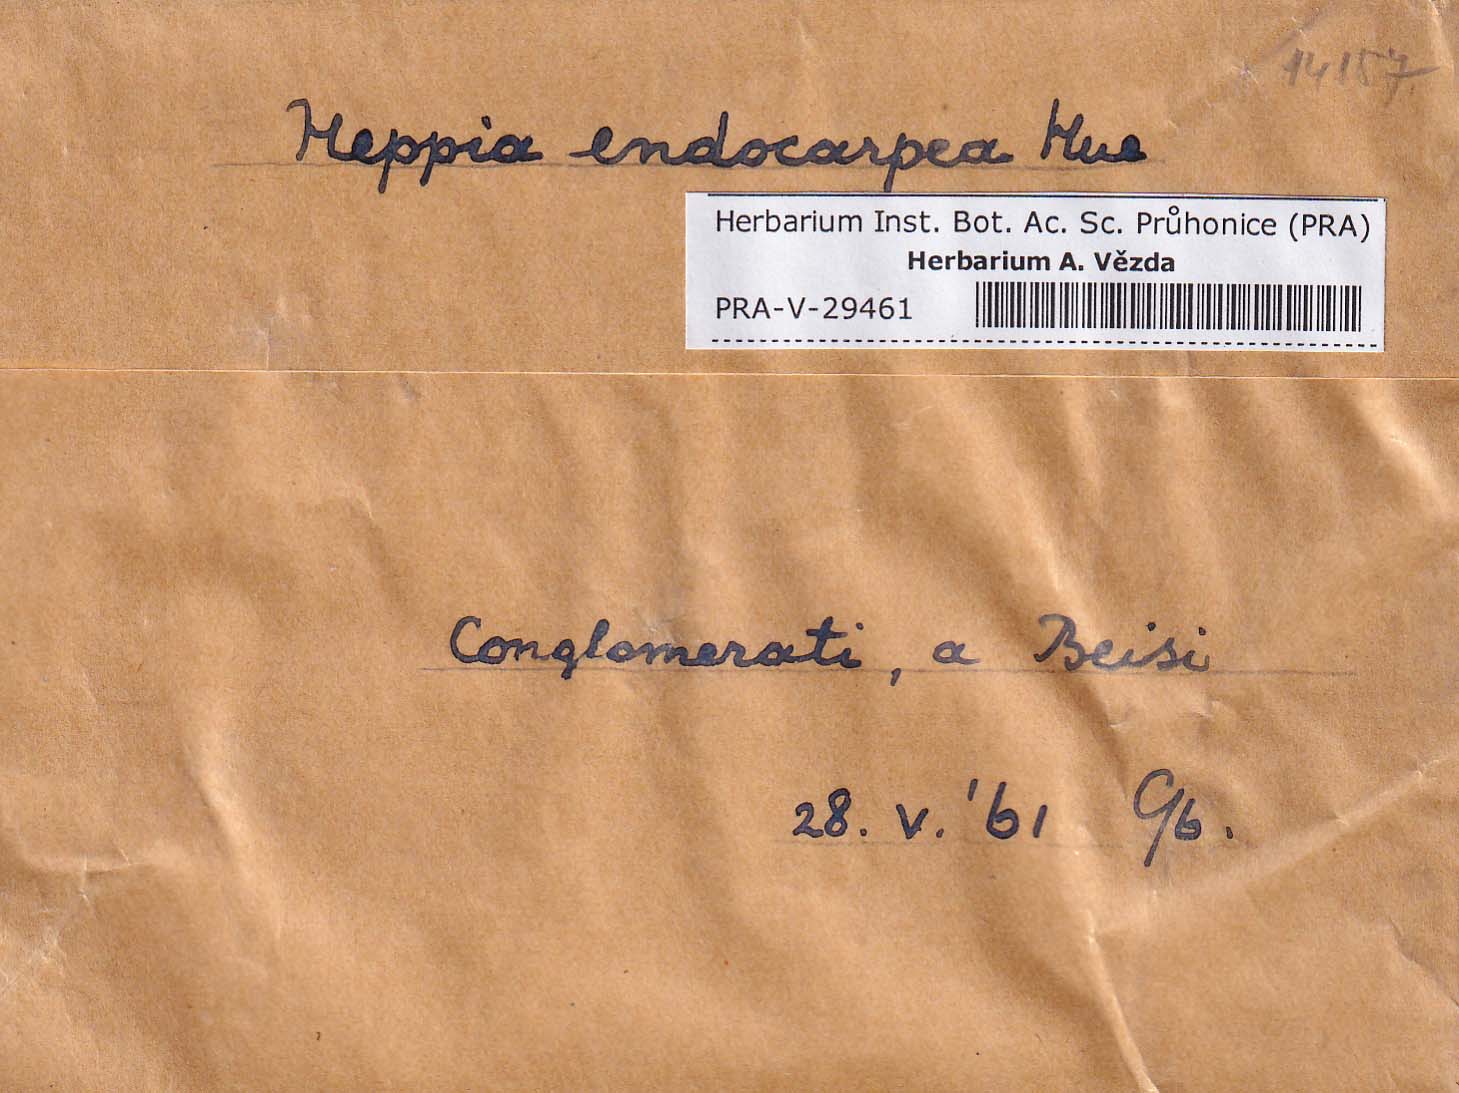 14157
Heppia endocarpea Hue
Herbarium Inst. Bot. Ac. Sc. Průhonice (PRA)
Herbarium A. Vězda
PRA-V-29461
Conglomerati, a Beisi
28. V. '61 Gb.